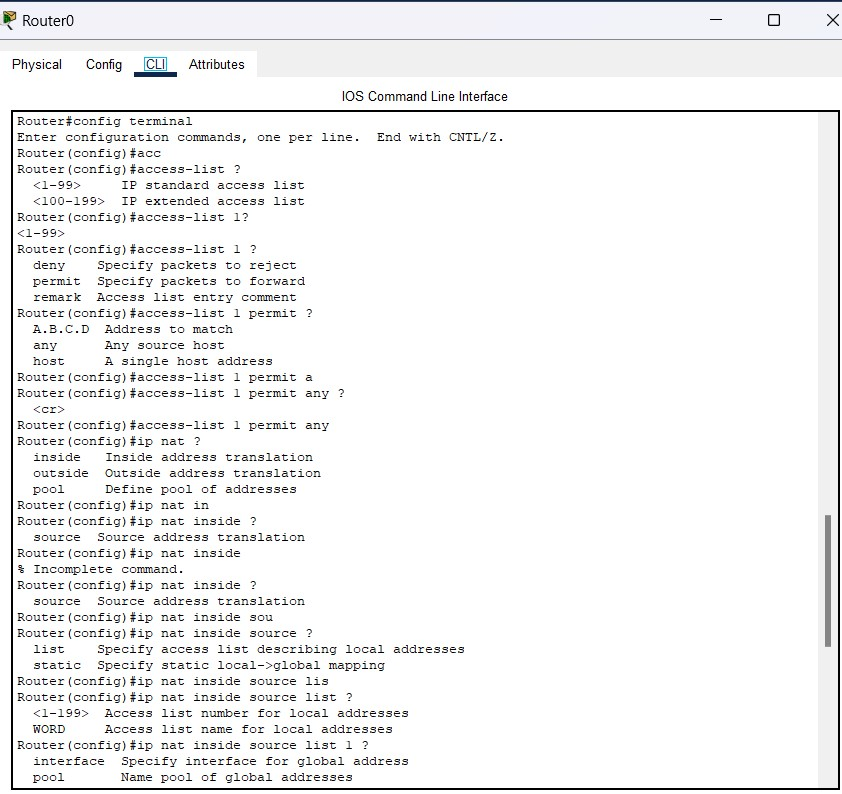 Router0
Physical Config CLI Attributes
IOS Command Line Interface
Router#config terminal
Enter configuration commands, one per line.  End with CNTL/Z.
Router(config)#acc
Router(config)#access-list ?
  <1-99>     IP standard access list
  <100-199>  IP extended access list
Router(config)#access-list 1?
<1-99>
Router(config)#access-list 1 ?
  deny    Specify packets to reject
  permit  Specify packets to forward
  remark  Access list entry comment
Router(config)#access-list 1 permit ?
  A.B.C.D  Address to match
  any      Any source host
  host     A single host address
Router(config)#access-list 1 permit a
Router(config)#access-list 1 permit any ?
  <cr>
Router(config)#access-list 1 permit any
Router(config)#ip nat ?
  inside   Inside address translation
  outside  Outside address translation
  pool     Define pool of addresses
Router(config)#ip nat in
Router(config)#ip nat inside ?
  source  Source address translation
Router(config)#ip nat inside
% Incomplete command.
Router(config)#ip nat inside ?
  source  Source address translation
Router(config)#ip nat inside sou
Router(config)#ip nat inside source ?
  list    Specify access list describing local addresses
  static  Specify static local->global mapping
Router(config)#ip nat inside source lis
Router(config)#ip nat inside source list ?
  <1-199>  Access list number for local addresses
  WORD     Access list name for local addresses
Router(config)#ip nat inside source list 1 ?
  interface  Specify interface for global address
  pool       Name pool of global addresses